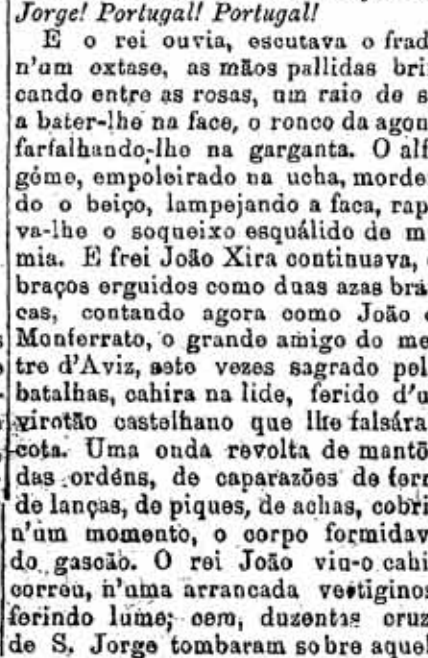 Jorge! Portugal! Portugal!
E o rei ouvia, escutava o frad
n'um extase, as mãos pallidas bri
cando entre as rosas, um raio de s
a bater-lhe na face, o ronco da agon
farfalhando-lhe na garganta. O alf
géme, empoleirado na ucha, morde
do o beiço, lampejando a faca, rap
va-lhe o soqueixo esquálido de m
mia. E frei João Xira continuava,
braços erguidos como duas azas bra
cas, contando agora como João
Monferrato, o grande amigo do me
tre d'Aviz, sete vezes sagrado pel
batalhas, cahira na lide, ferido d'u
virotão castelhano que lhe falsára
cota. Uma onda revolta de mantõ
das ordéns, de caparazões de ferr
de lanças, de piques, de achas, cobri
n'um momento, o corpo formidav
do gascão. O rei João viu-o cahi
correu, n'uma arrancada vertiginos
ferindo lume; cem, duzentas cruz
de S. Jorge tombaram sobre aquel